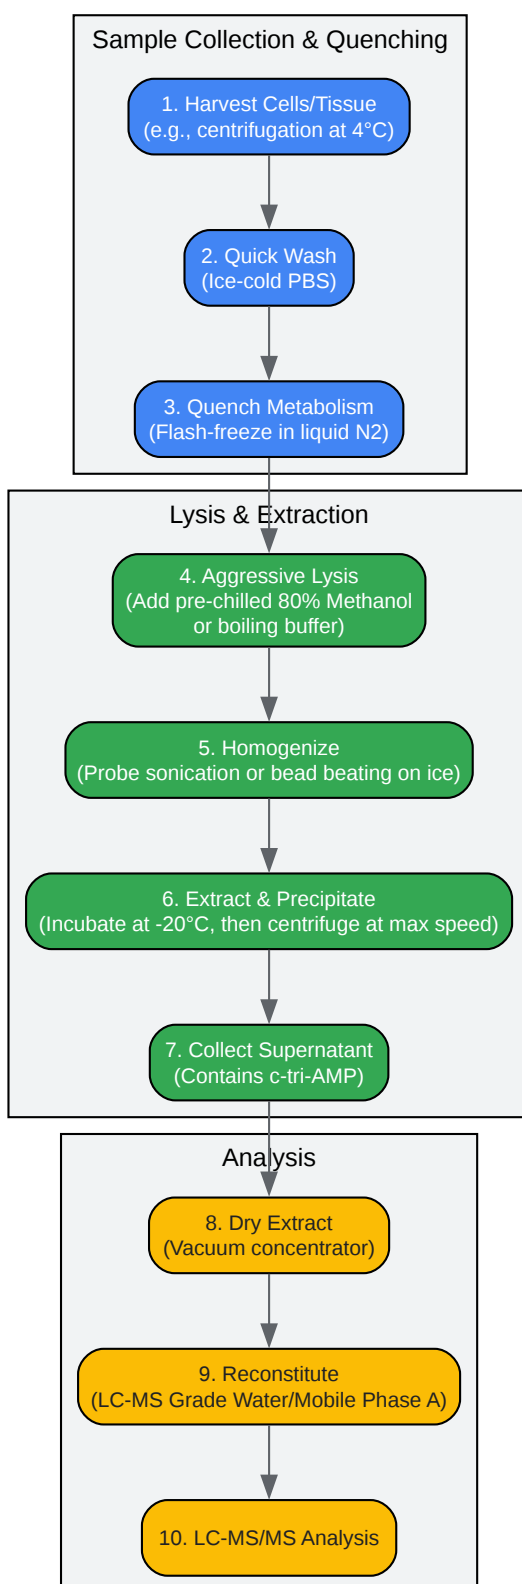 Sample Collection & Quenching
1. Harvest Cells/Tissue
(e.g., centrifugation at 4°C)
2. Quick Wash
(Ice-cold PBS)
3. Quench Metabolism
(Flash-freeze in liquid N2)
Lysis & Extraction
4. Aggressive Lysis
(Add pre-chilled 80% Methanol
or boiling buffer)
5. Homogenize
(Probe sonication or bead beating on ice)
6. Extract & Precipitate
(Incubate at -20°C, then centrifuge at max speed)
7. Collect Supernatant
(Contains c-tri-AMP)
Analysis
8. Dry Extract
(Vacuum concentrator)
9. Reconstitute
(LC-MS Grade Water/Mobile Phase A)
10. LC-MS/MS Analysis